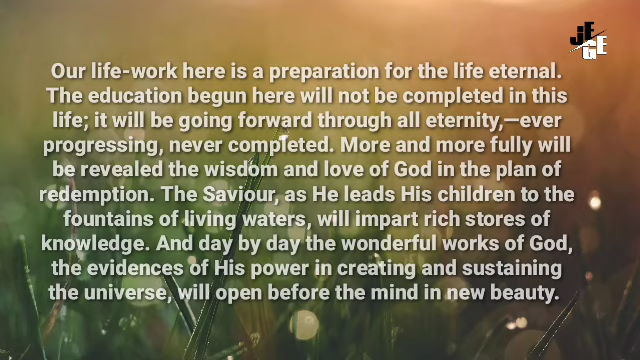 JE
GE
Our life-work here is a preparation for the life eternal.
The education begun here will not be completed in this
life; it will be going forward through all eternity,—ever
progressing, never completed. More and more fully will
be revealed the wisdom and love of God in the plan of
redemption. The Saviour, as He leads His children to the
fountains of living waters, will impart rich stores of
knowledge. And day by day the wonderful works of God,
the evidences of His power in creating and sustaining
the universe, will open before the mind in new beauty.